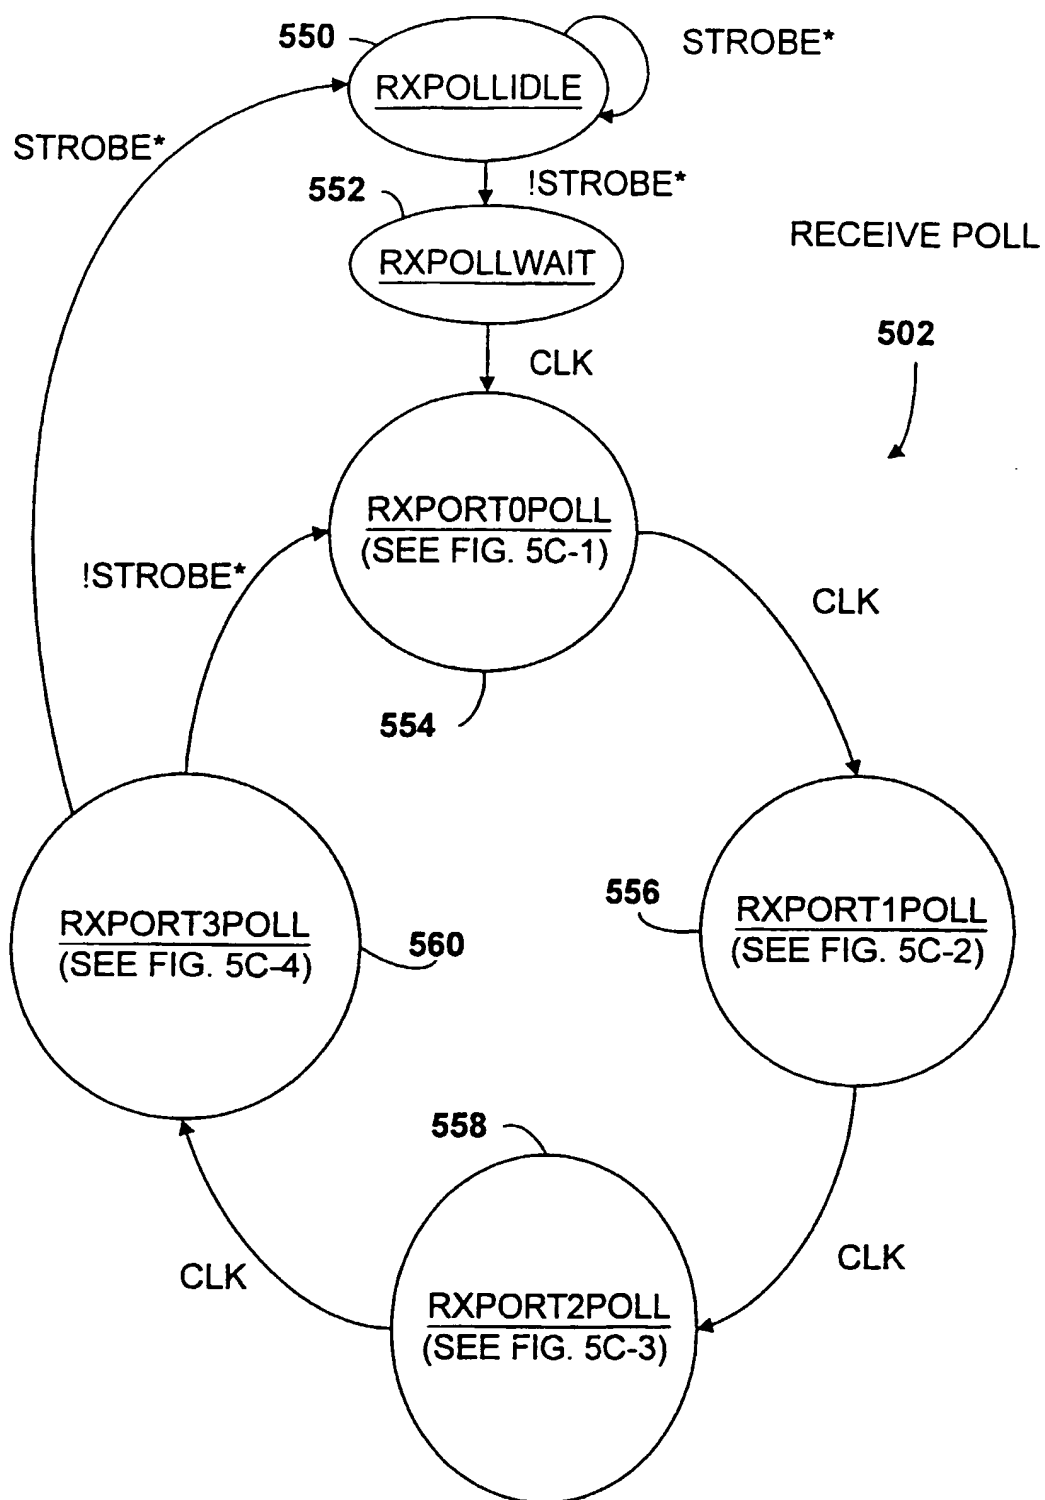 550
STROBE*
RXPOLLIDLE
STROBE*
!STROBE*
552
RECEIVE POLL
RXPOLLWAIT
502
CLK
RXPORT0POLL
(SEE FIG. 5C-1)
!STROBE*
CLK
554
556
RXPORT1POLL
(SEE FIG. 5C-2)
RXPORT3POLL
(SEE FIG. 5C-4)
560
558
CLK
CLK
RXPORT2POLL
(SEE FIG. 5C-3)